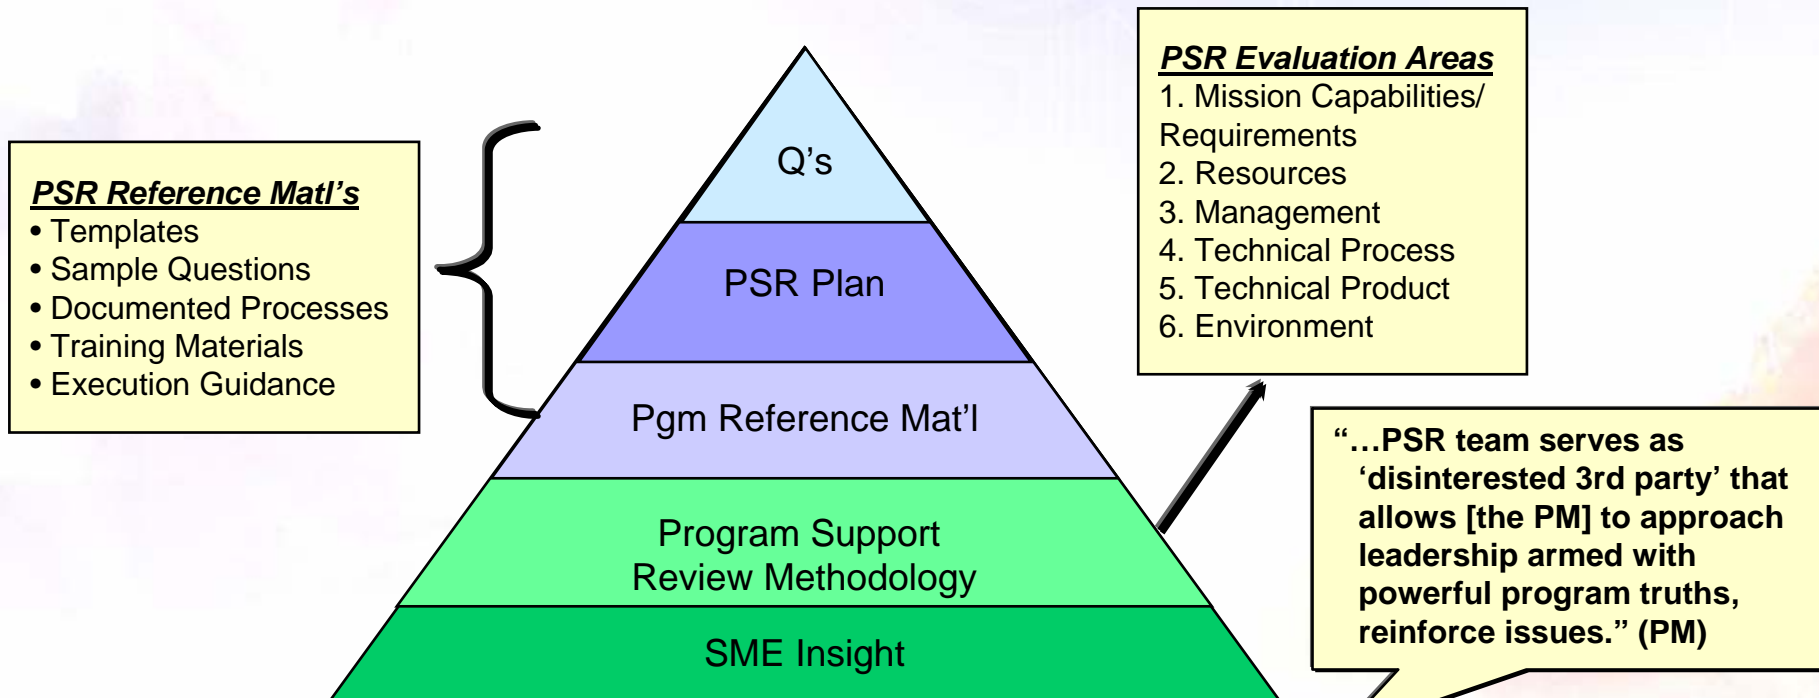 PSR Reference Matl’s
• Templates
• Sample Questions
• Documented Processes
• Training Materials
• Execution Guidance
Q’s
PSR Plan
Pgm Reference Mat’l
Program Support
Review Methodology
SME Insight
PSR Evaluation Areas
1. Mission Capabilities/
Requirements
2. Resources
3. Management
4. Technical Process
5. Technical Product
6. Environment
“…PSR team serves as
‘disinterested 3rd party’ that
allows [the PM] to approach
leadership armed with
powerful program truths,
reinforce issues.” (PM)